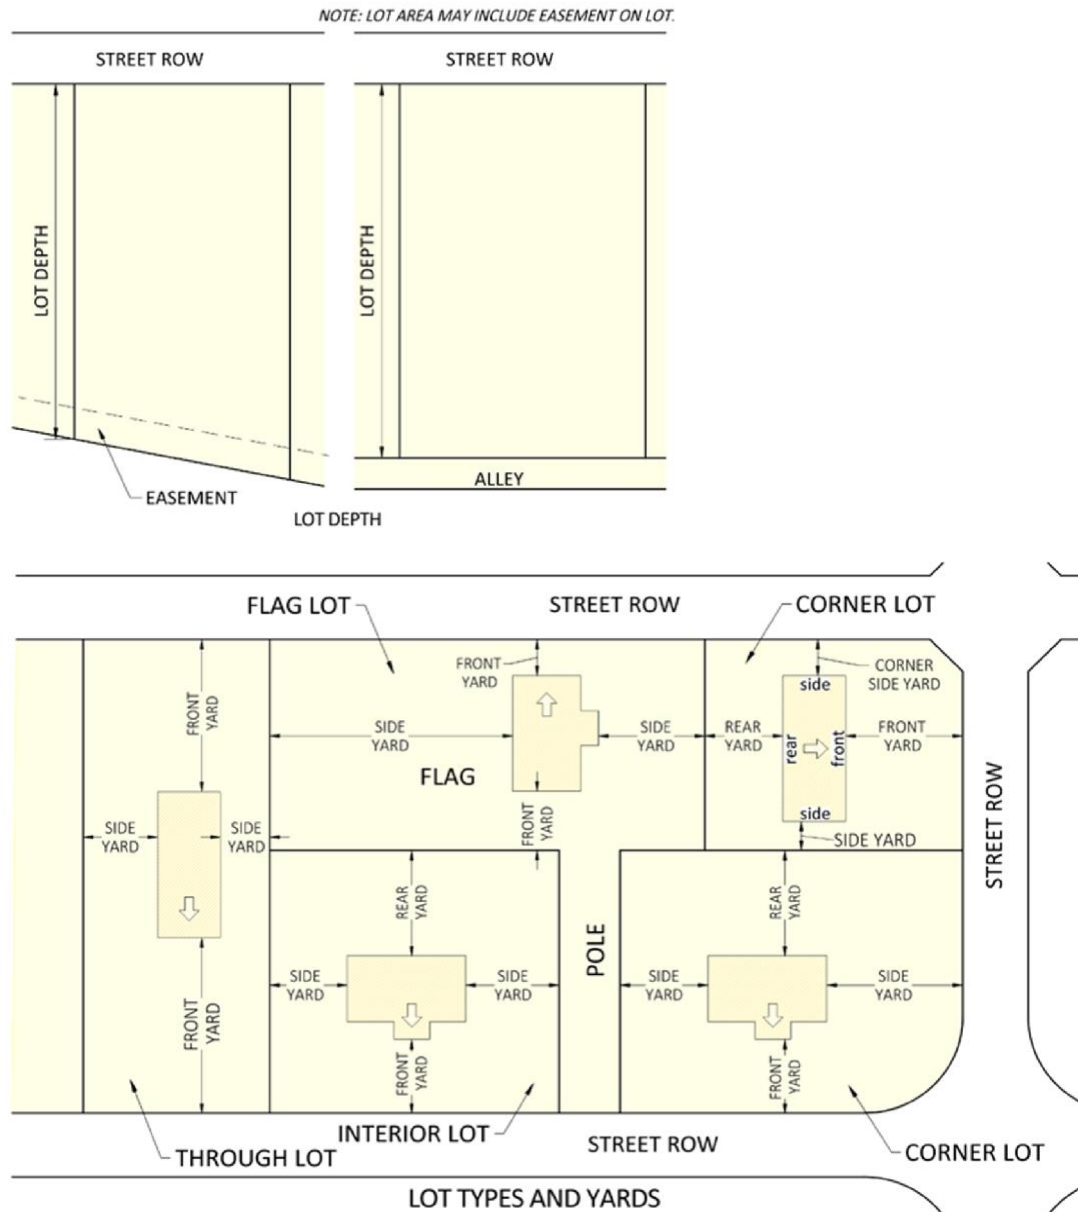 NOTE: LOT AREA MAY INCLUDE EASEMENT ON LOT.
STREET ROW
STREET ROW
LOT DEPTH
LOT DEPTH
EASEMENT
ALLEY
LOT DEPTH
FLAG LOT
STREET ROW
CORNER LOT
FRONT
YARD
FRONT
YARD
CORNER
SIDE YARD
side
SIDE
YARD
SIDE
YARD
REAR
YARD
rear
front
FRONT
YARD
FLAG
STREET ROW
side
SIDE
YARD
SIDE
YARD
FRONT
YARD
SIDE YARD
REAR
YARD
REAR
YARD
POLE
SIDE
YARD
SIDE
YARD
SIDE
YARD
SIDE
YARD
FRONT
YARD
FRONT
YARD
FRONT
YARD
INTERIOR LOT
STREET ROW
THROUGH LOT
CORNER LOT
LOT TYPES AND YARDS